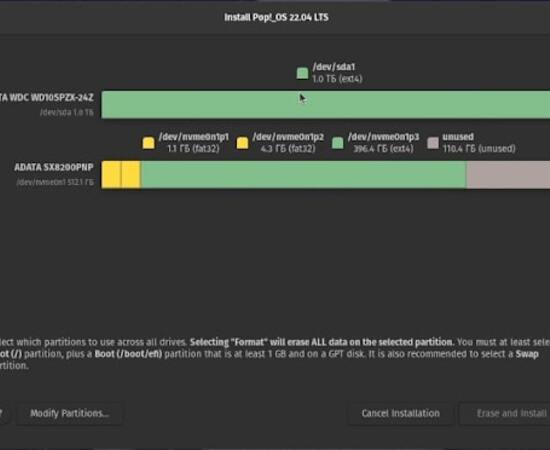 Install Pop!_OS 22.04 LTS
/dev/sda1
1.0 ТБ (ext4)
TA WDC WD10SPZX-24Z
/dev/sda 1.0 ТБ
/dev/nvme0n1p1
1.1 ГБ (fat32)
/dev/nvme0n1p2
4.3 ГБ (fat32)
/dev/nvme0n1p3
396.4 ГБ (ext4)
unused
110.4 ГБ (unused)
ADATA SX8200PNP
/dev/nvme0n1 512.1 ГБ
lect which partitions to use across all drives. Selecting "Format" will erase ALL data on the selected partition. You must at least sele
ot (/) partition, plus a Boot (/boot/efi) partition that is at least 1 GB and on a GPT disk. It is also recommended to select a Swap
rtition.
?
Modify Partitions...
Cancel Installation
Erase and Install